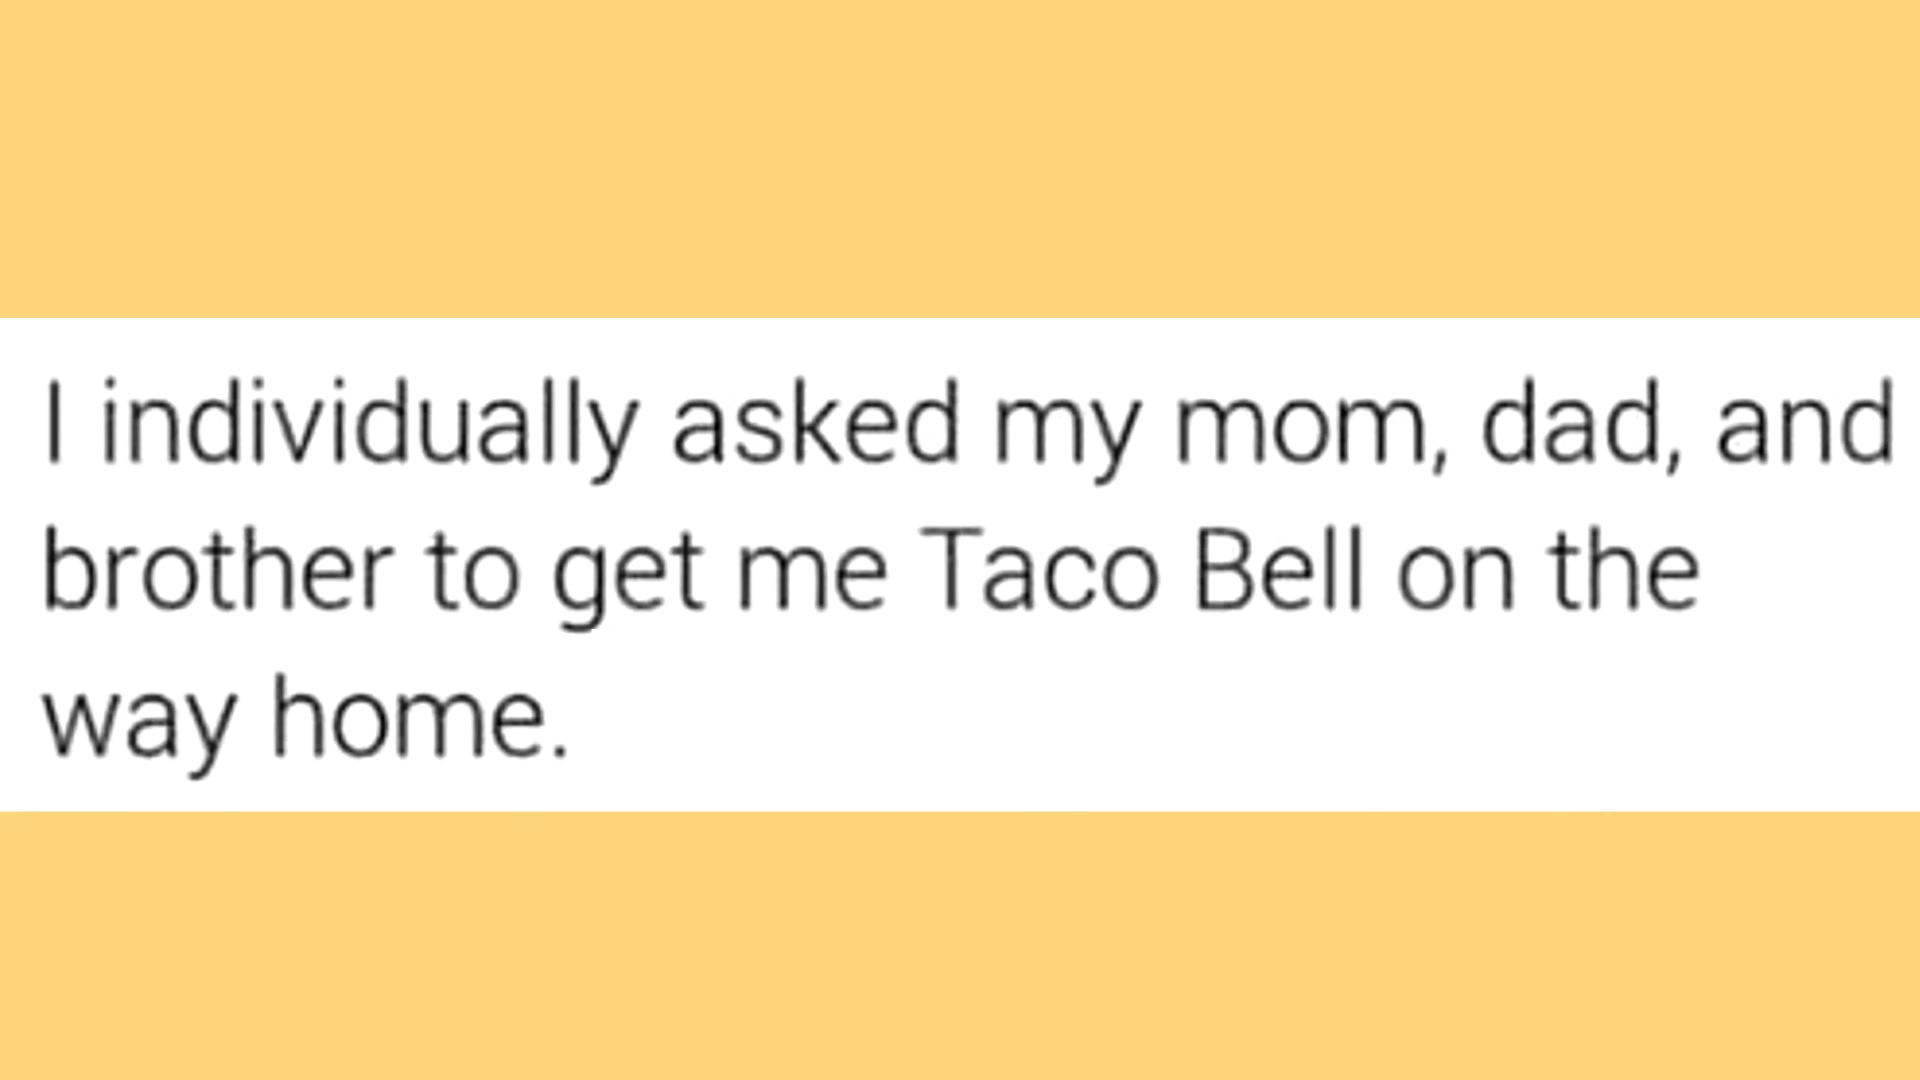 I individually asked my mom, dad, and
brother to get me Taco Bell on the
way home.